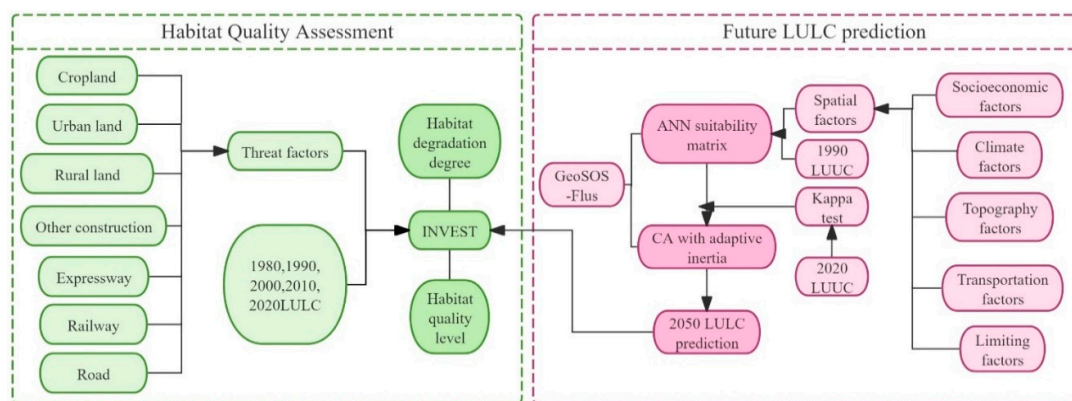 Habitat Quality Assessment
Cropland
Urban land
Rural land
Other construction
Expressway
Railway
Road
Threat factors
1980,1990,
2000,2010,
2020LULC
Habitat
degradation
degree
INVEST
Habitat
quality
level
Future LULC prediction
GeoSOS
-Flus
ANN suitability
matrix
CA with adaptive
inertia
2050 LULC
prediction
Spatial
factors
1990
LUUC
Kappa
test
2020
LUUC
Socioeconomic
factors
Climate
factors
Topography
factors
Transportation
factors
Limiting
factors